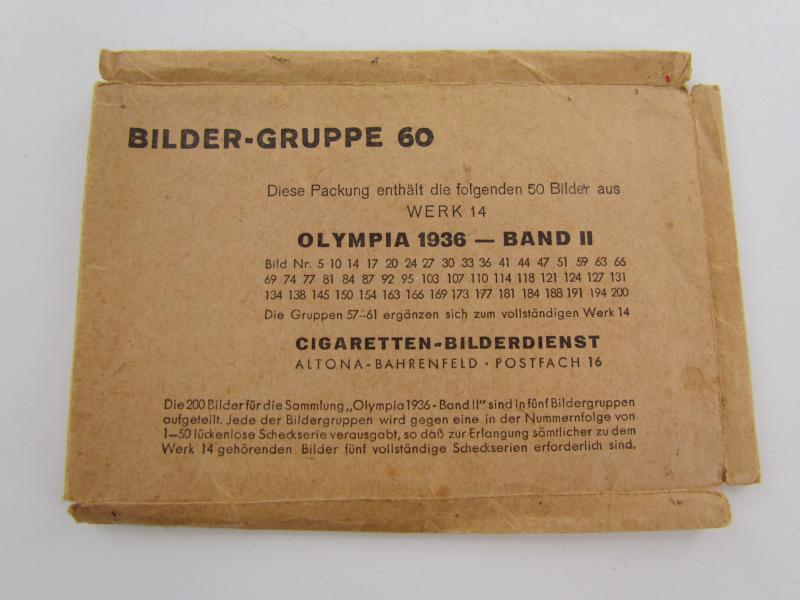 BILDER-GRUPPE 60
Diese Packung enthält die folgenden 50 Bilder aus
WERK 14
OLYMPIA 1936 — BAND II
Bild Nr. 5 10 14 17 20 24 27 30 33 36 41 44 47 51 59 63 66
69 74 77 81 84 87 92 95 103 107 110 114 118 121 124 127 131
134 138 145 150 154 163 166 169 173 177 181 184 188 191 194 200
Die Gruppen 57–61 ergänzen sich zum vollständigen Werk 14
CIGARETTEN-BILDERDIENST
ALTONA-BAHRENFELD · POSTFACH 16
Die 200 Bilder für die Sammlung „Olympia 1936 - Band II" sind in fünf Bildergruppen
aufgeteilt. Jede der Bildergruppen wird gegen eine in der Nummernfolge von
1—50 lückenlose Scheckserie verausgabt, so daß zur Erlangung sämtlicher zu dem
Werk 14 gehörenden Bilder fünf vollständige Scheckserien erforderlich sind.